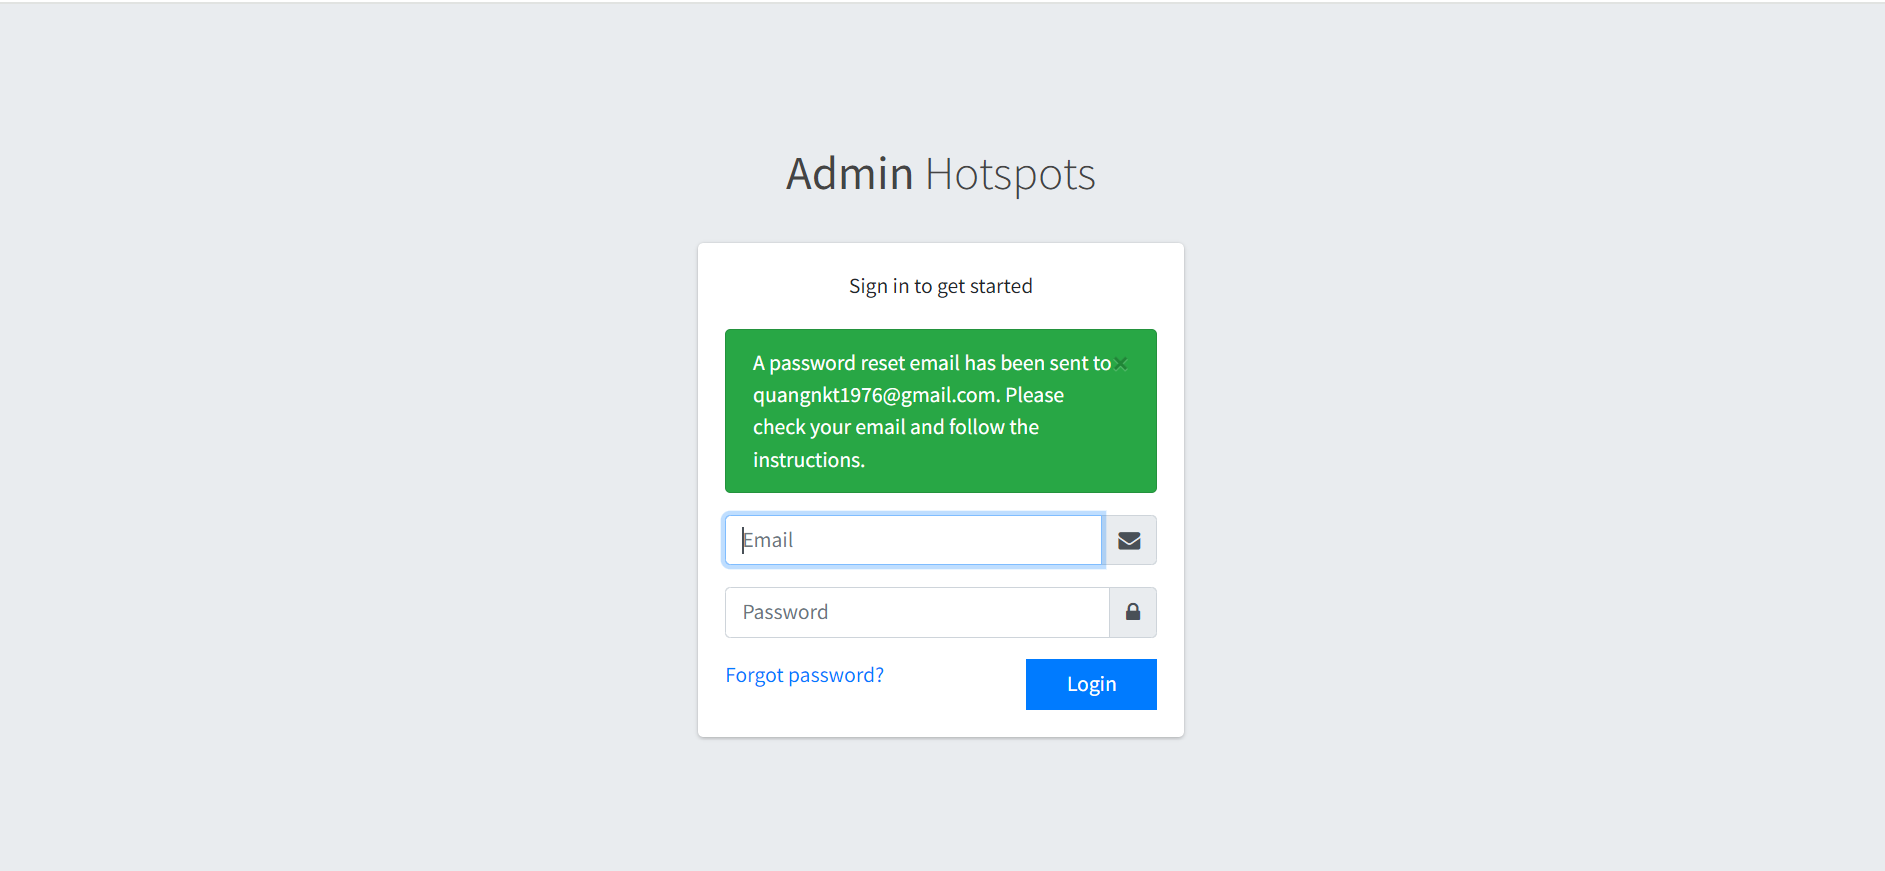 Admin Hotspots
Sign in to get started
A password reset email has been sent to ×
quangnkt1976@gmail.com. Please
check your email and follow the
instructions.
Email
Password
Forgot password?
Login